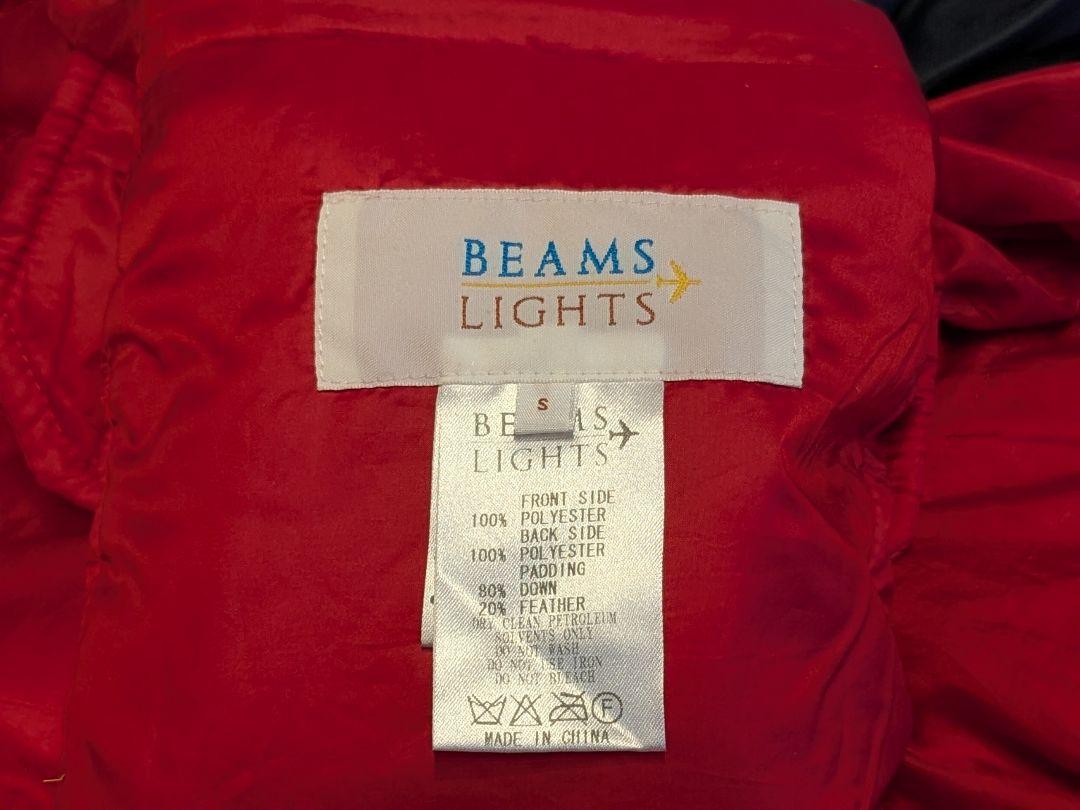 BEAMS
LIGHTS
S
LIGHTS
FRONT SIDE
100% POLYESTER
BACK SIDE
100% POLYESTER
PADDING
80% DOWN
20% FEATHER
DRY CLEAN PETROLEUM
SOLVENTS ONLY
DO NOT WASH
DO NOT USE IRON
DO NOT BLEACH
F
MADE IN CHINA